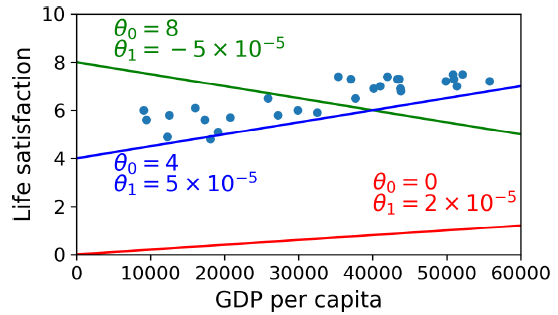 10
8
6
4
2
0
Life satisfaction
θ₀ = 8
θ₁ = − 5 × 10⁻⁵
θ₀ = 4
θ₁ = 5 × 10⁻⁵
θ₀ = 0
θ₁ = 2 × 10⁻⁵
0 10000 20000 30000 40000 50000 60000
GDP per capita